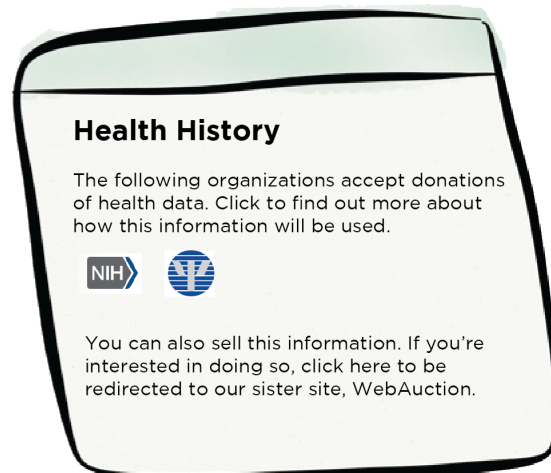 Health History
The following organizations accept donations
of health data. Click to find out more about
how this information will be used.
NIH Ψ
You can also sell this information. If you’re
interested in doing so, click here to be
redirected to our sister site, WebAuction.